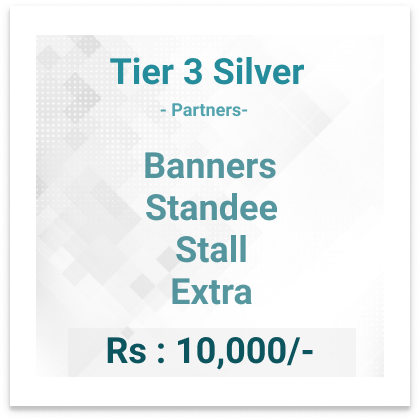 Tier 3 Silver
- Partners-
Banners
Standee
Stall
Extra
Rs : 10,000/-